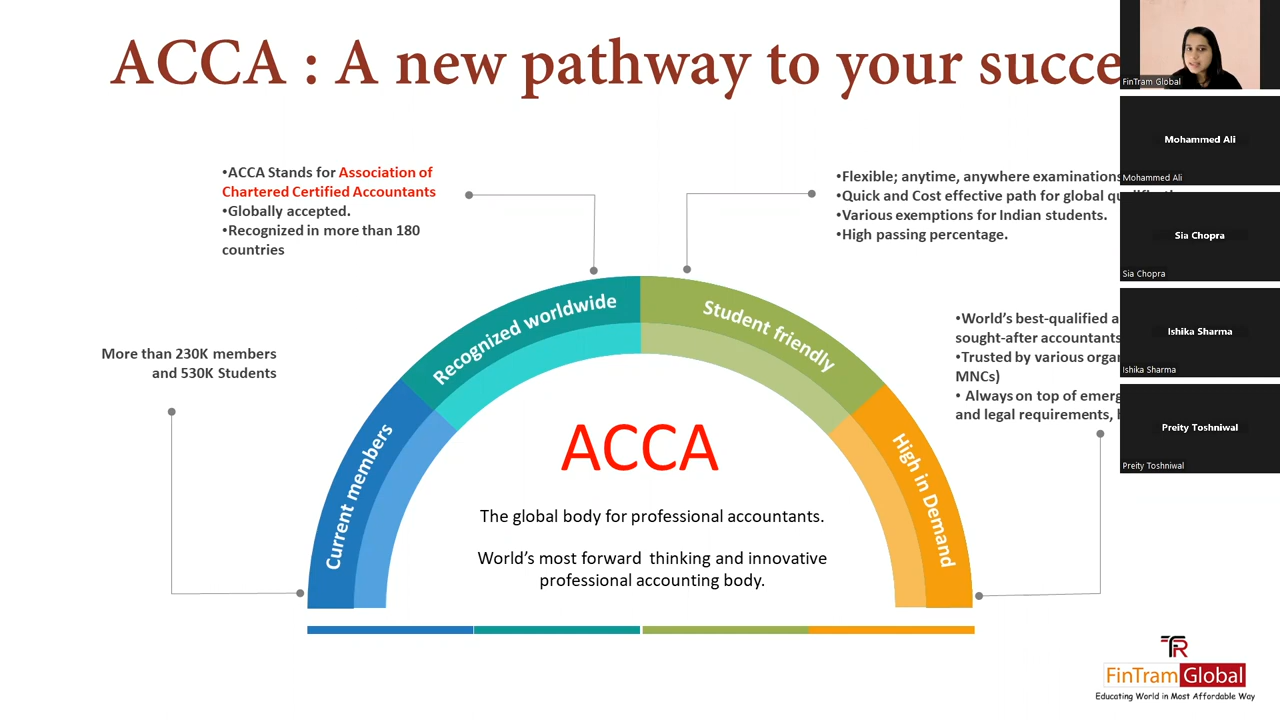 ACCA : A new pathway to your succe
•ACCA Stands for Association of
Chartered Certified Accountants
•Globally accepted.
•Recognized in more than 180
countries
•Flexible; anytime, anywhere examinations
•Quick and Cost effective path for global
•Various exemptions for Indian students.
•High passing percentage.
More than 230K members
and 530K Students
•World's best-qualified
sought-after accountants
•Trusted by various
MNCs)
• Always on top of
and legal requirements,
Current members
Recognized worldwide
Student friendly
High in Demand
ACCA
The global body for professional accountants.
World's most forward thinking and innovative
professional accounting body.
FinTram Global
Mohammed Ali
Mohammed Ali
Sia Chopra
Sia Chopra
Ishika Sharma
Ishika Sharma
Preity Toshniwal
Preity Toshniwal
FinTram Global
Educating World in Most Affordable Way